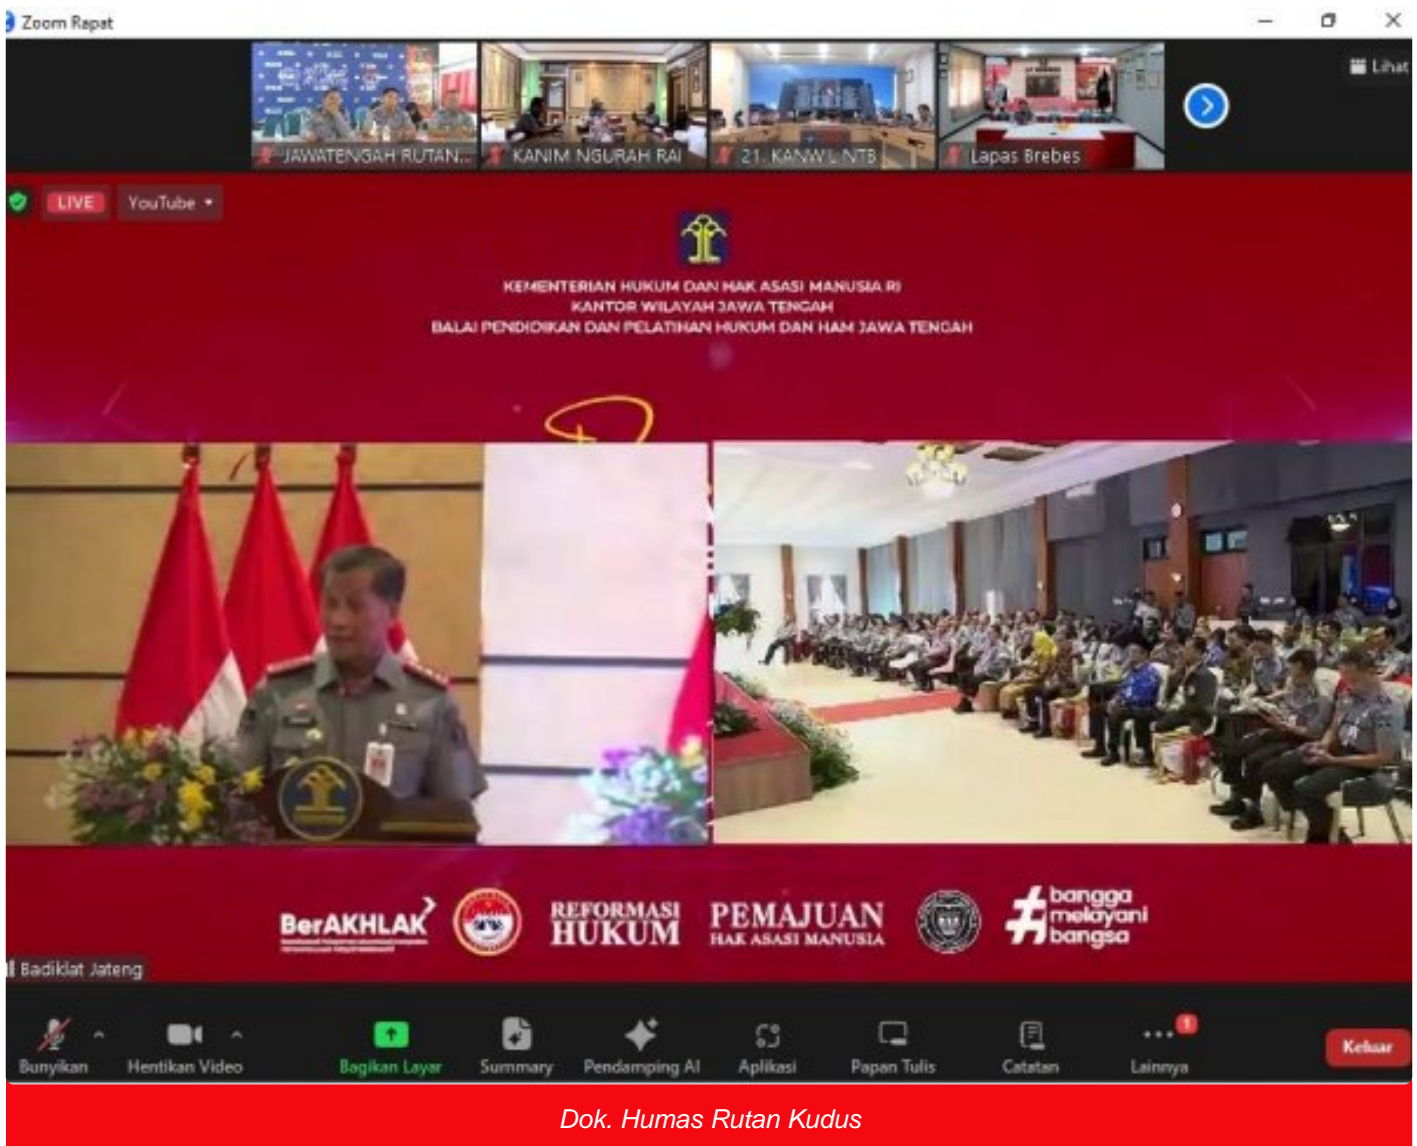 Zoom Rapat
Lihat
JAWATENGAH RUTAN...
KANIM NGURAH RAI
21. KANWIL NTB
Lapas Brebes
LIVE
YouTube
KEMENTERIAN HUKUM DAN HAK ASASI MANUSIA RI
KANTOR WILAYAH JAWA TENGAH
BALAI PENDIDIKAN DAN PELATIHAN HUKUM DAN HAM JAWA TENGAH
BerAKHLAK
REFORMASI
HUKUM
PEMAJUAN
HAK ASASI MANUSIA
#bangga
melayani
bangsa
Badiklat Jateng
Bunyikan
Hentikan Video
Bagikan Layar
Summary
Pendamping AI
Aplikasi
Papan Tulis
Catatan
1
Lainnya
Keluar
Dok. Humas Rutan Kudus